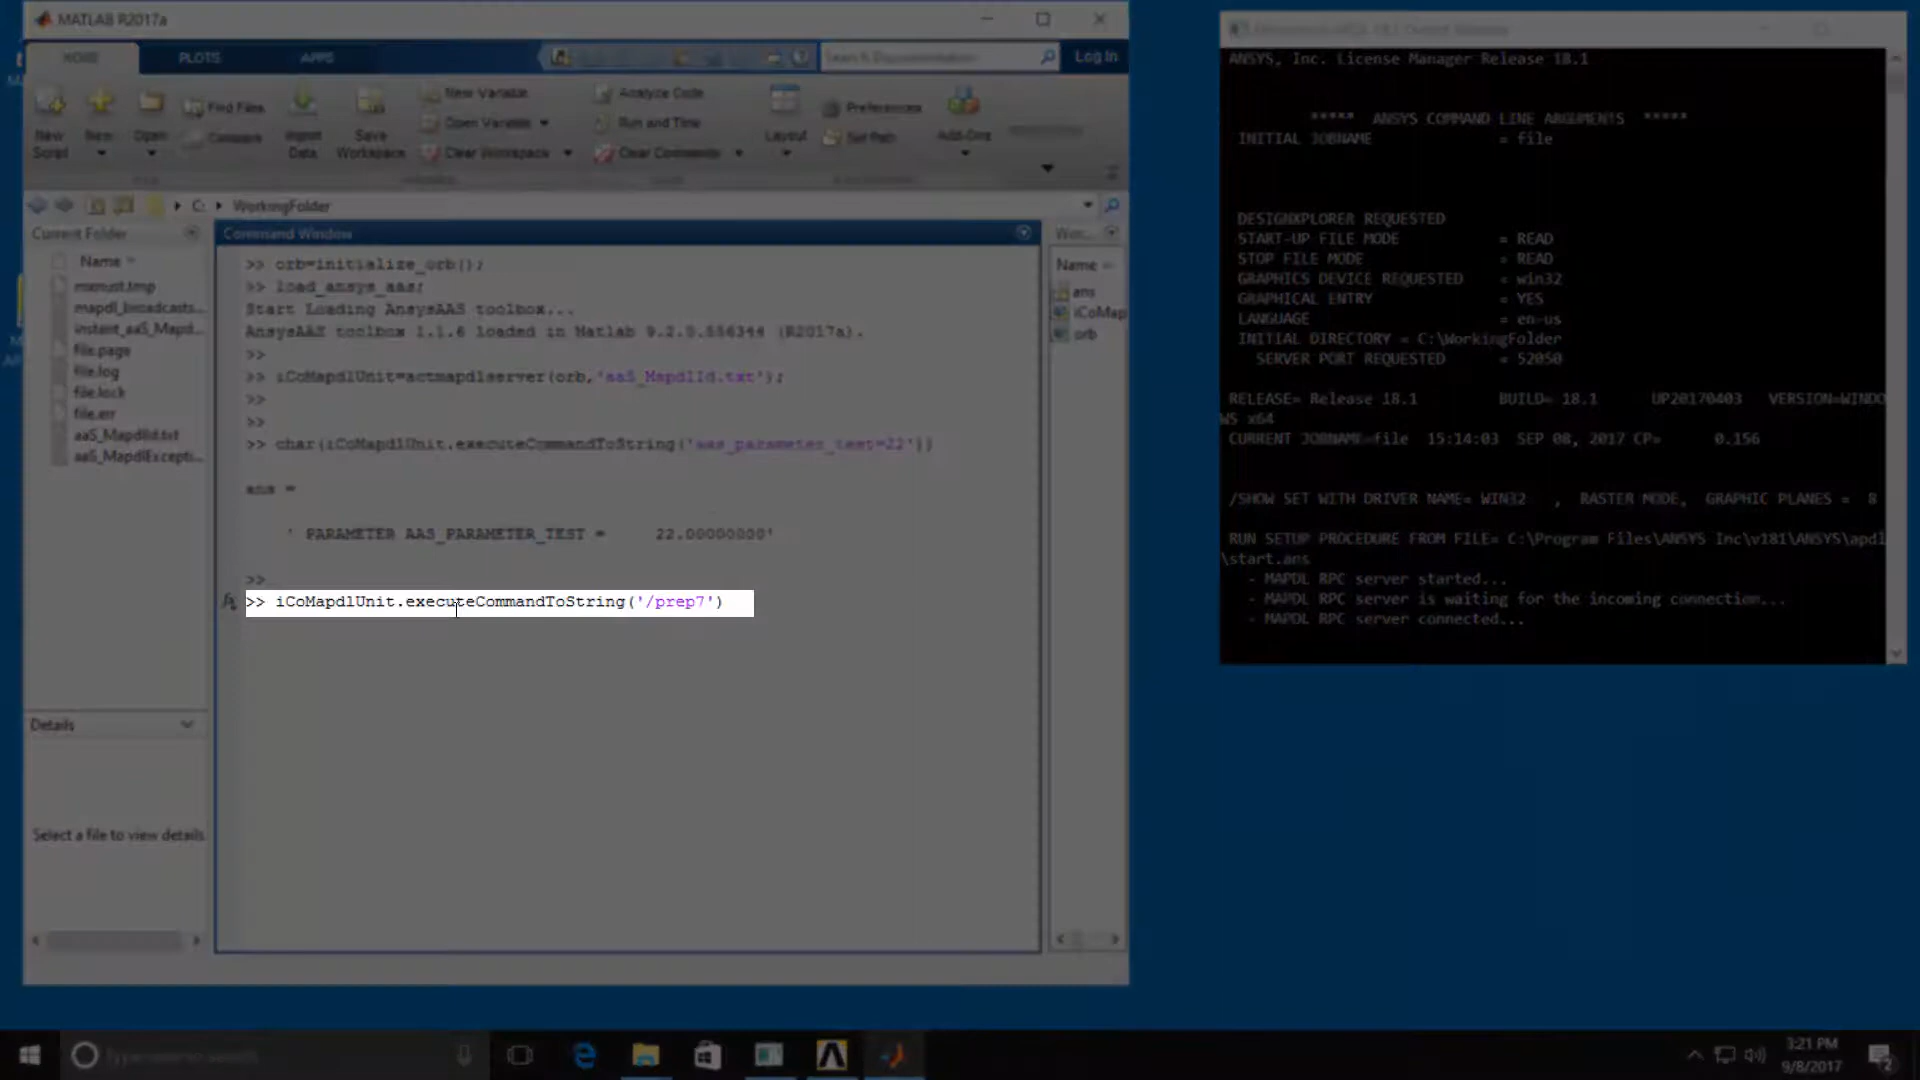 MATLAB R2017a
HOME
PLOTS
APPS
Search Documentation
Log In
New Script
New
Open
Find Files
Compare
Import Data
Save Workspace
New Variable
Open Variable
Clear Workspace
Analyze Code
Run and Time
Clear Commands
Layout
Preferences
Set Path
Add-Ons
C:
WorkingFolder
Current Folder
Name
menust.tmp
mapdl_broadcasts...
instant_aaS_Mapd...
file.page
file.log
file.lock
file.err
aaS_MapdlId.txt
aaS_MapdlExcepti...
Details
Select a file to view details
Command Window
>> orb=initialize_orb();
>> load_ansys_aas;
Start Loading AnsysAAS toolbox...
AnsysAAS toolbox 1.1.6 loaded in Matlab 9.2.0.556344 (R2017a).
>>
>> iCoMapdlUnit=actmapdlserver(orb,'aaS_MapdlId.txt');
>>
>>
>> char(iCoMapdlUnit.executeCommandToString('aas_parameter_test=22'))
ans =
' PARAMETER AAS_PARAMETER_TEST =     22.00000000'
>>
fx >> iCoMapdlUnit.executeCommandToString('/prep7')
Wor...
Name
ans
iCoMap
orb
ANSYS, Inc. License Manager Release 18.1
***** ANSYS COMMAND LINE ARGUMENTS *****
INITIAL JOBNAME = file
DESIGNXPLORER REQUESTED
START-UP FILE MODE = READ
STOP FILE MODE = READ
GRAPHICS DEVICE REQUESTED = win32
GRAPHICAL ENTRY = YES
LANGUAGE = en-us
INITIAL DIRECTORY = C:\WorkingFolder
SERVER PORT REQUESTED = 52050
RELEASE= Release 18.1 BUILD= 18.1 UP20170403 VERSION=WINDO
WS x64
CURRENT JOBNAME=file 15:14:03 SEP 08, 2017 CP= 0.156
/SHOW SET WITH DRIVER NAME= WIN32 , RASTER MODE, GRAPHIC PLANES = 8
RUN SETUP PROCEDURE FROM FILE= C:\Program Files\ANSYS Inc\v181\ANSYS\apdl
\start.ans
- MAPDL RPC server started...
- MAPDL RPC server is waiting for the incoming connection...
- MAPDL RPC server connected...
Type here to search
3:21 PM
9/8/2017
2